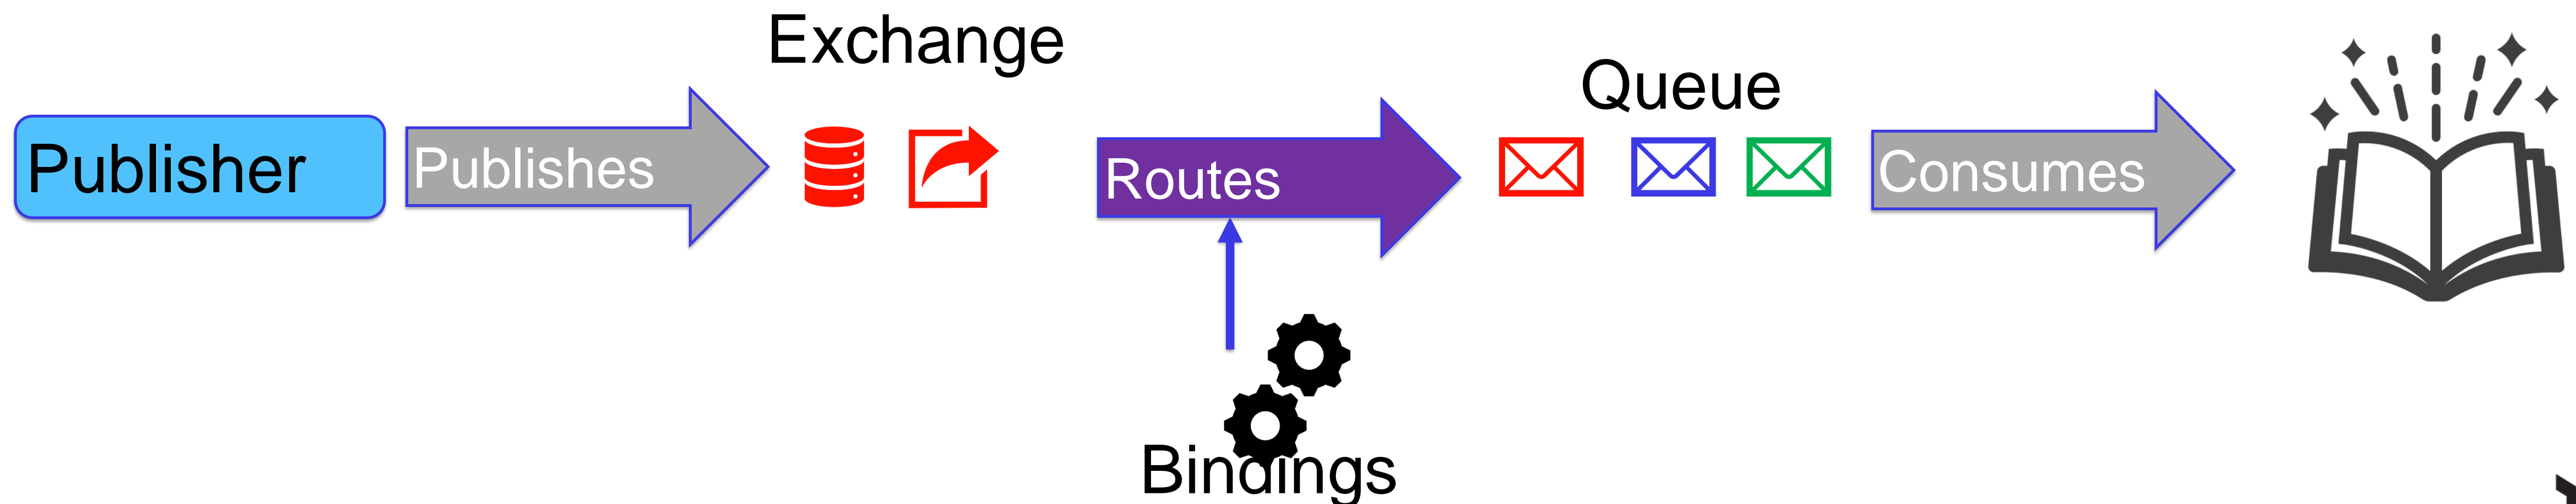 Exchange
Queue
Publisher
Publishes
Routes
Consumes
Bindings